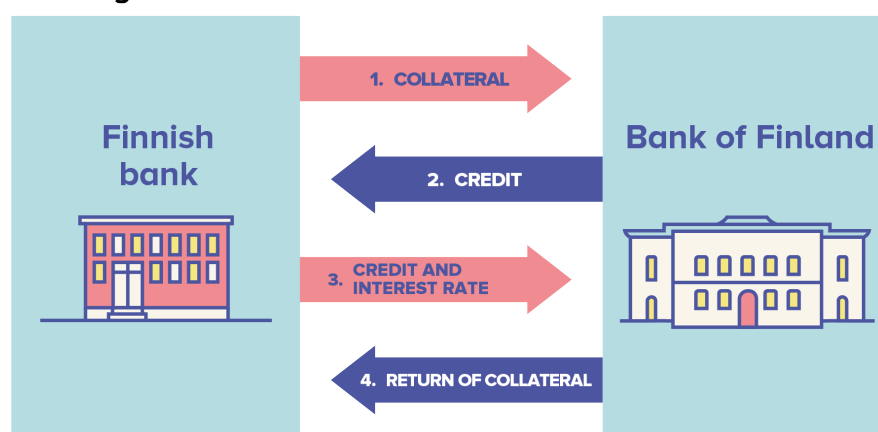 Finnish
bank
1. COLLATERAL
2. CREDIT
3. CREDIT AND
INTEREST RATE
4. RETURN OF COLLATERAL
Bank of Finland